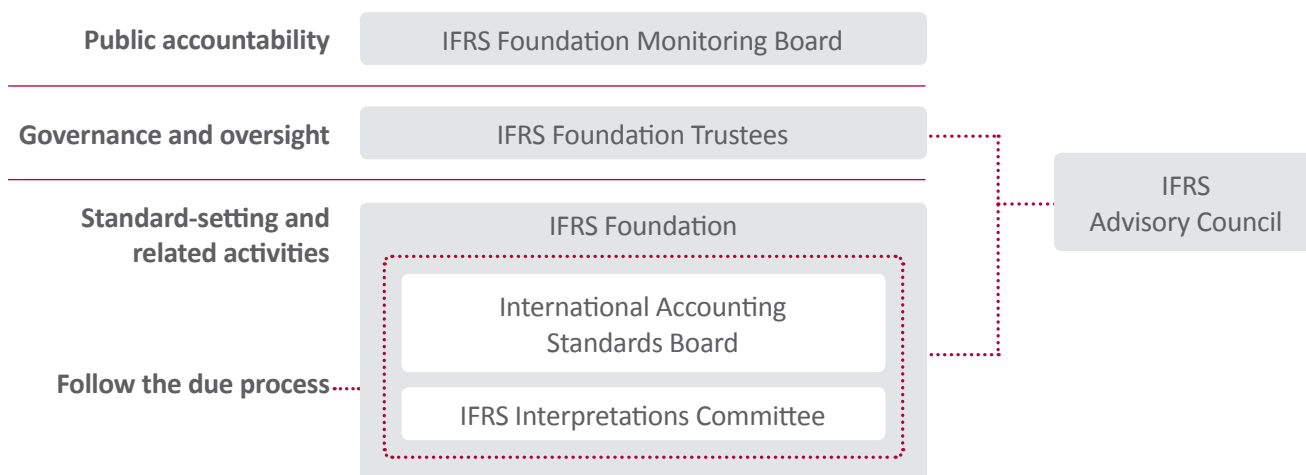 Public accountability
IFRS Foundation Monitoring Board
Governance and oversight
IFRS Foundation Trustees
IFRS
Advisory Council
Standard-setting and
related activities
IFRS Foundation
International Accounting
Standards Board
Follow the due process
IFRS Interpretations Committee